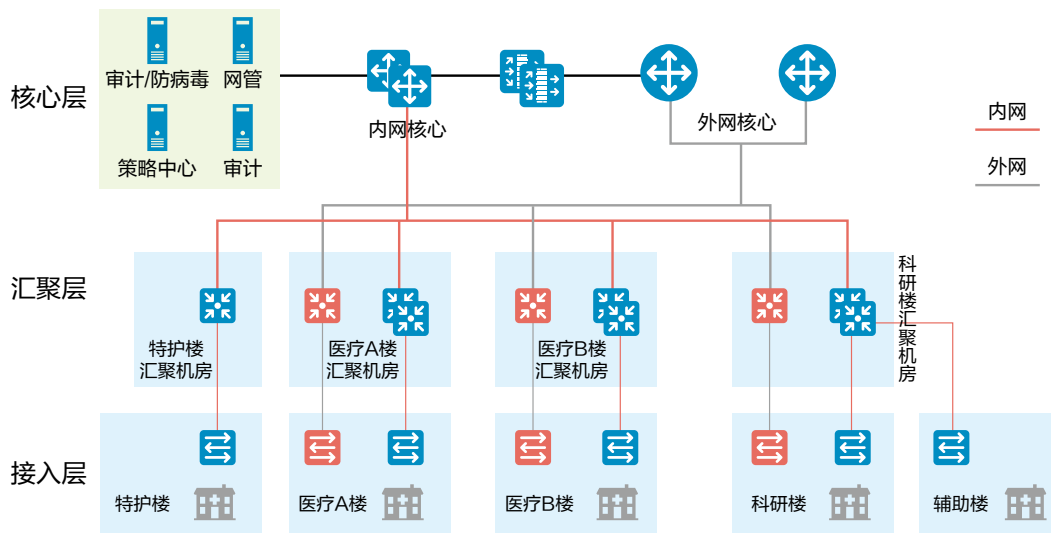 审计/防病毒
网管
核心层
内网核心
外网核心
内网
策略中心
审计
外网
汇聚层
特护楼
汇聚机房
医疗A楼
汇聚机房
医疗B楼
汇聚机房
科研楼汇聚机房
接入层
特护楼
医疗A楼
医疗B楼
科研楼
辅助楼